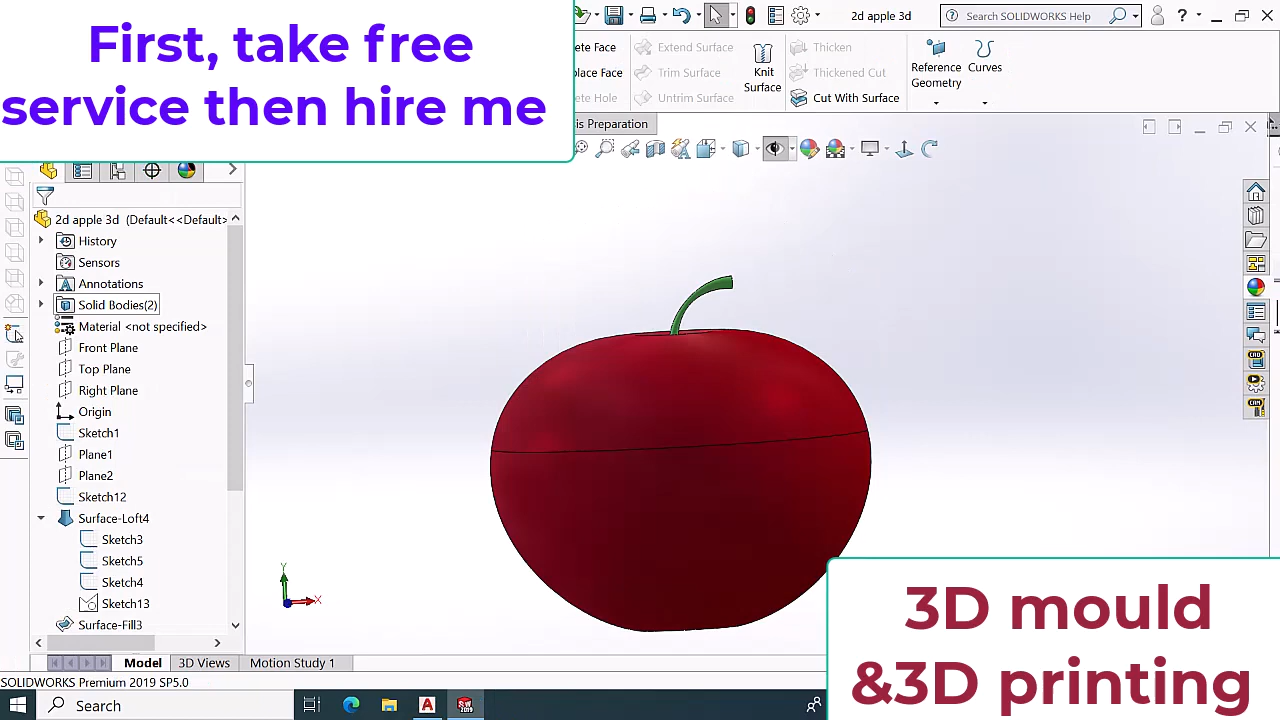 First, take free
service then hire me
2d apple 3d
Search SOLIDWORKS Help
?
ete Face
Extend Surface
Thicken
place Face
Trim Surface
Knit
Surface
Thickened Cut
Reference
Geometry
Curves
ete Hole
Untrim Surface
Cut With Surface
is Preparation
2d apple 3d (Default<<Default>
History
Sensors
Annotations
Solid Bodies(2)
Material <not specified>
Front Plane
Top Plane
Right Plane
Origin
Sketch1
Plane1
Plane2
Sketch12
Surface-Loft4
Sketch3
Sketch5
Sketch4
Sketch13
Surface-Fill3
Y
X
Model
3D Views
Motion Study 1
SOLIDWORKS Premium 2019 SP5.0
Search
3D mould
&3D printing